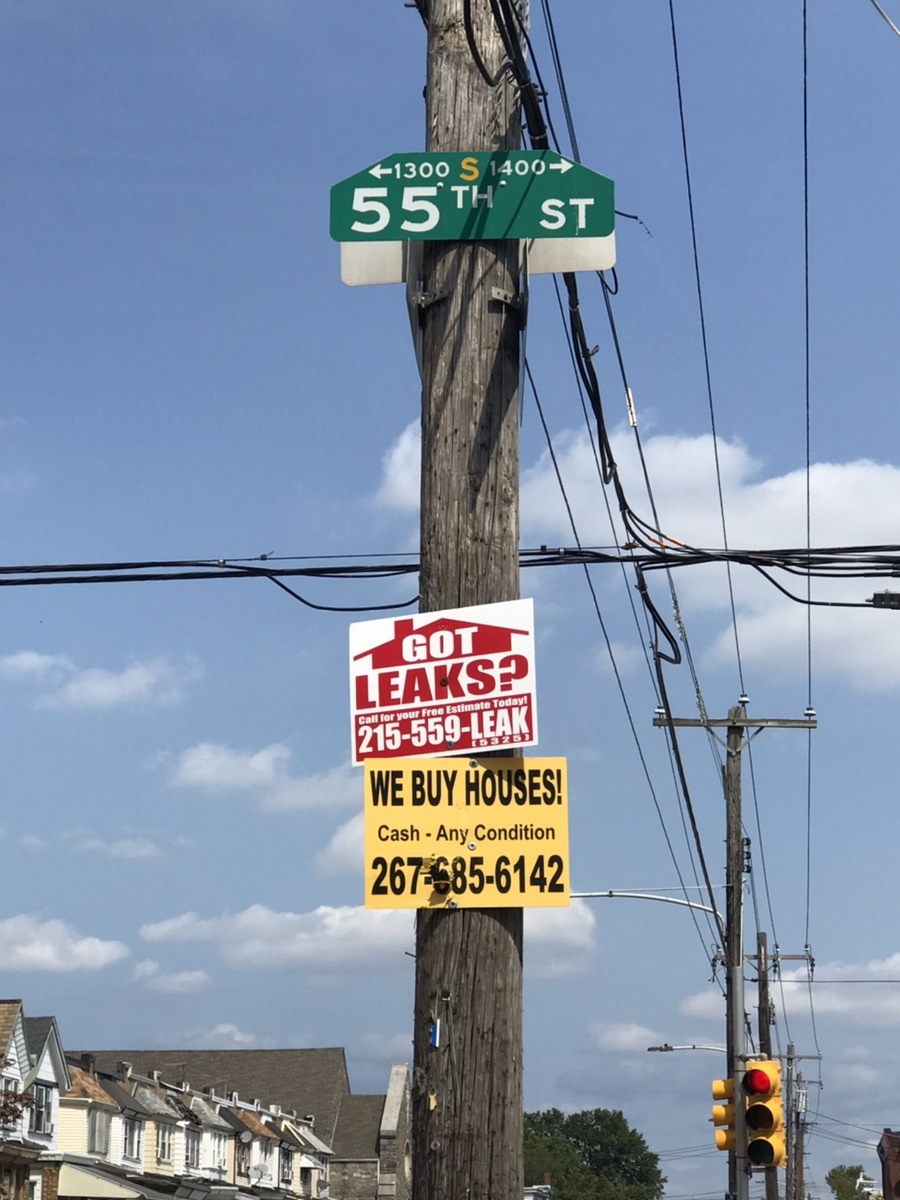 ←1300 S 1400→
55TH ST
GOT
LEAKS?
Call for your Free Estimate Today!
215-559-LEAK
(5325)
WE BUY HOUSES!
Cash - Any Condition
267-685-6142